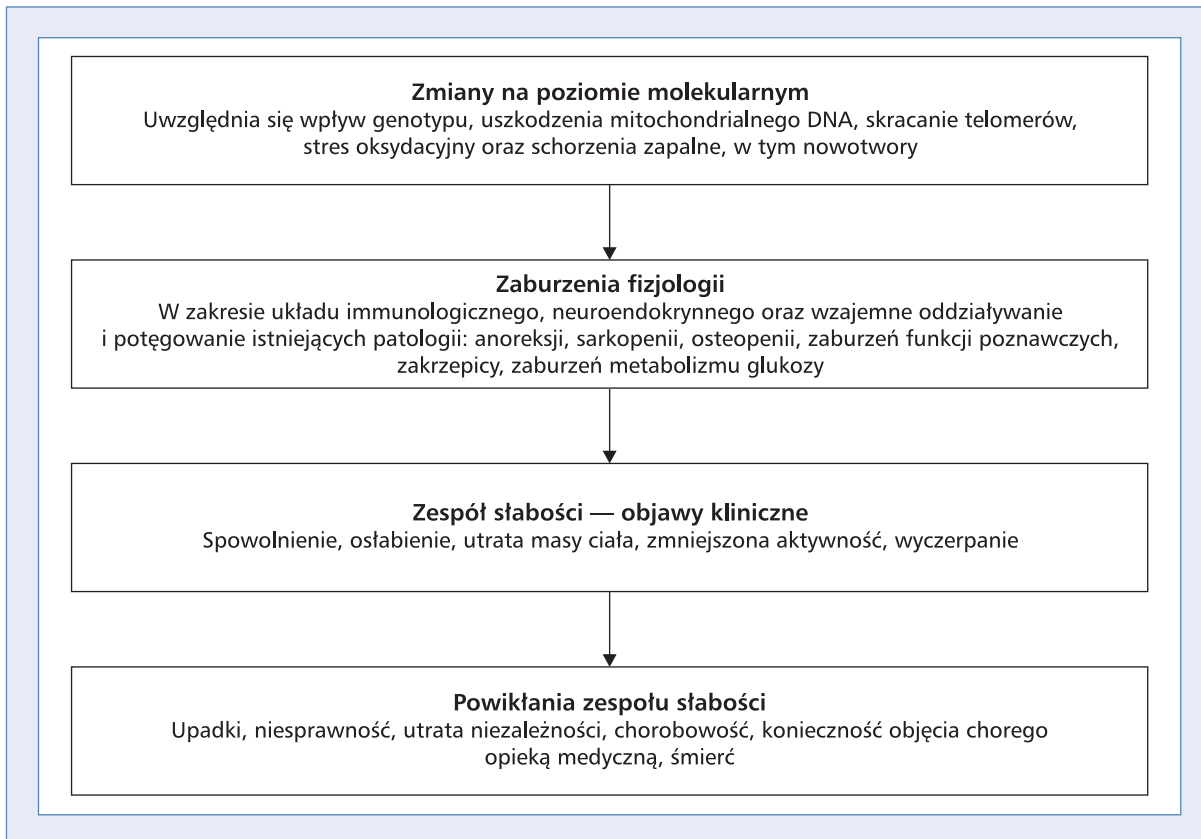 Zmiany na poziomie molekularnym
Uwzględnia się wpływ genotypu, uszkodzenia mitochondrialnego DNA, skracanie telomerów,
stres oksydacyjny oraz schorzenia zapalne, w tym nowotwory
Zaburzenia fizjologii
W zakresie układu immunologicznego, neuroendokrynnego oraz wzajemne oddziaływanie
i potęgowanie istniejących patologii: anoreksji, sarkopenii, osteopenii, zaburzeń funkcji poznawczych,
zakrzepicy, zaburzeń metabolizmu glukozy
Zespół słabości — objawy kliniczne
Spowolnienie, osłabienie, utrata masy ciała, zmniejszona aktywność, wyczerpanie
Powikłania zespołu słabości
Upadki, niesprawność, utrata niezależności, chorobowość, konieczność objęcia chorego
opieką medyczną, śmierć